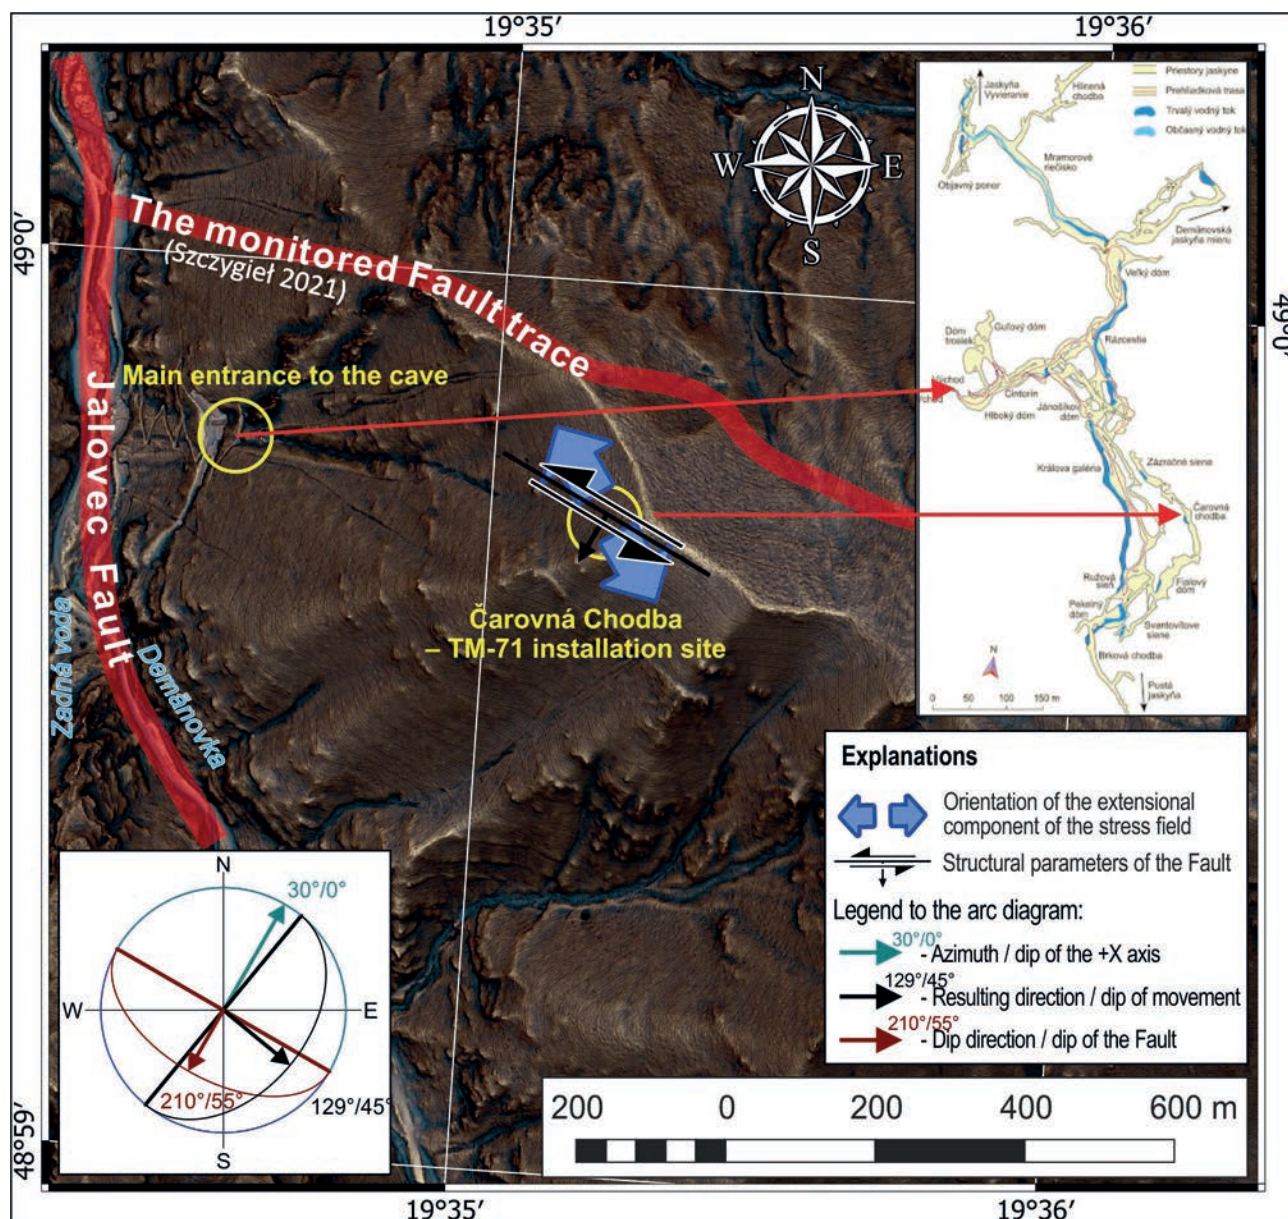 19°35′
19°36′
49°0′
49°0′
48°59′
19°35′
19°36′
N
W
E
S
The monitored Fault trace
(Szczygieł 2021)
Main entrance to the cave
Jalovec Fault
Zadná voda
Demänovka
Čarovná Chodba
– TM-71 installation site
Priestory jaskyne
Prehliadková trasa
Trvalý vodný tok
Občasný vodný tok
Jaskyňa
Vyvieranie
Hlinená
chodba
Mramorové
riečisko
Objavný ponor
Demänovská
jaskyňa mieru
Veľký dóm
Guľový dóm
Dóm
trosiek
Rázcestie
Cintorín
Hlboký dóm
Jánošíkov
dóm
Kráľova galéria
Zázračné siene
Čarovná
chodba
Ružová
sieň
Fialový
dóm
Pekelný
dóm
Svantovítove
siene
Brková chodba
Pustá
jaskyňa
N
0 50 100 150 m
Explanations
Orientation of the extensional
component of the stress field
Structural parameters of the Fault
Legend to the arc diagram:
30°/0°
- Azimuth / dip of the +X axis
129°/45°
- Resulting direction / dip of movement
210°/55°
- Dip direction / dip of the Fault
N
30°/0°
W
E
210°/55°
129°/45°
S
200 0 200 400 600 m